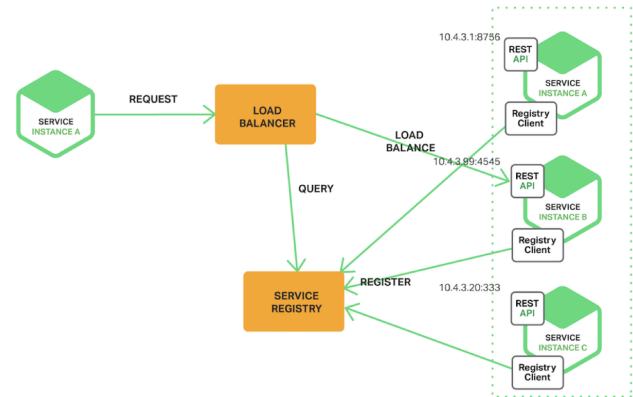 SERVICE
INSTANCE A
REQUEST
LOAD
BALANCER
QUERY
LOAD
BALANCE
SERVICE
REGISTRY
REGISTER
10.4.3.1:8756
REST
API
SERVICE
INSTANCE A
Registry
Client
10.4.3.99:4545
REST
API
SERVICE
INSTANCE B
Registry
Client
10.4.3.20:333
REST
API
SERVICE
INSTANCE C
Registry
Client